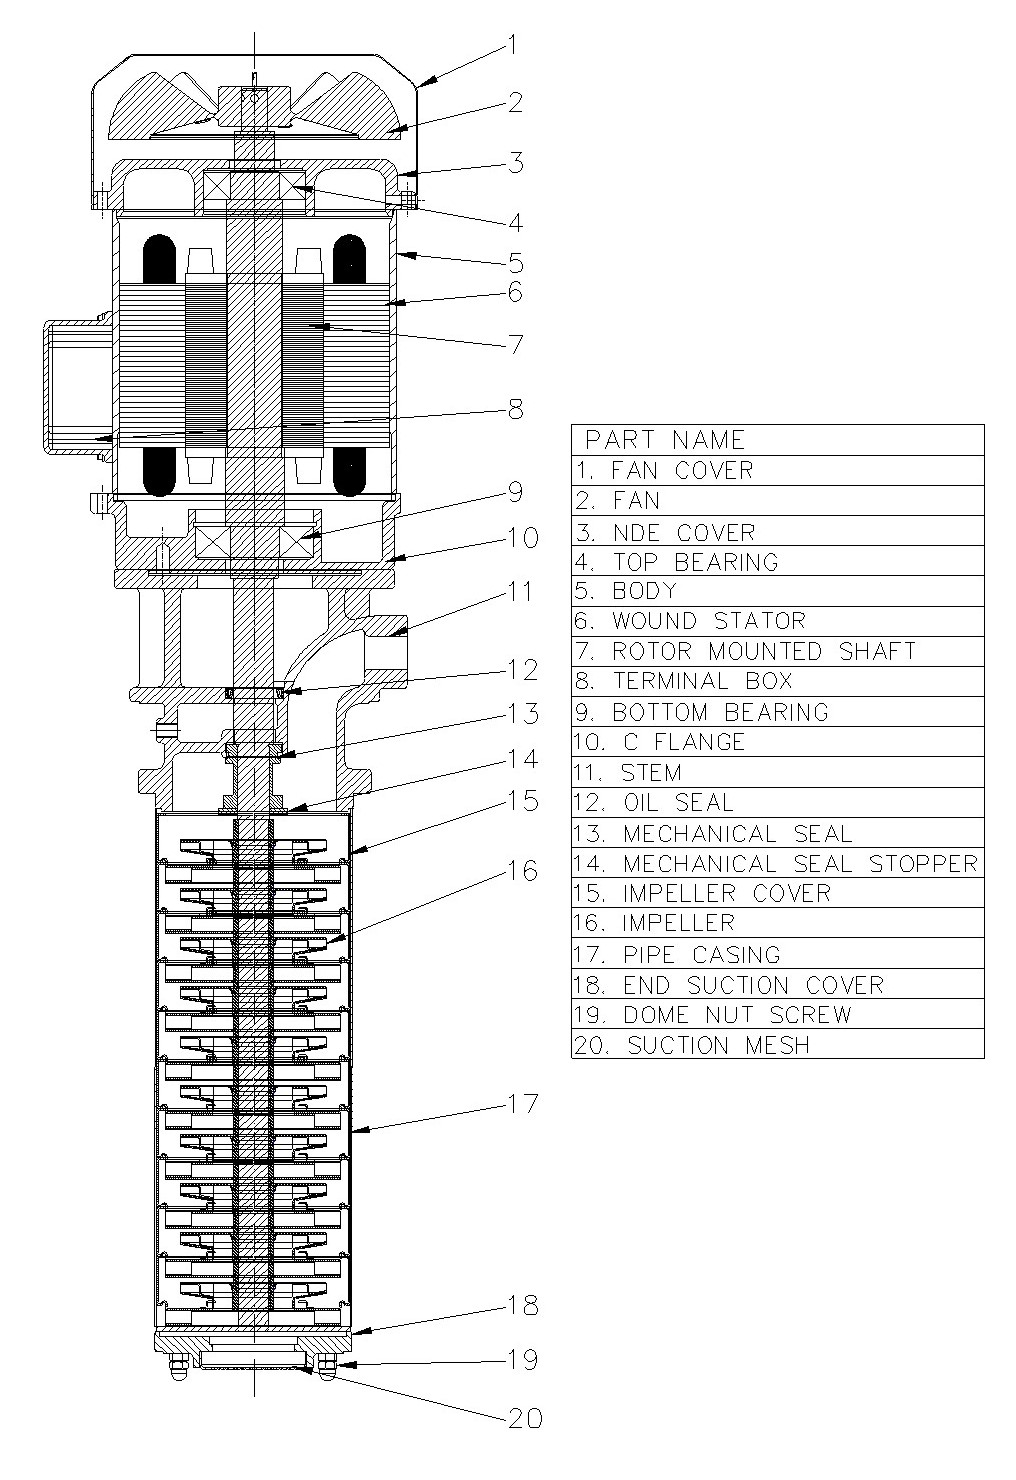 1
2
3
4
5
6
7
8
9
10
11
12
13
14
15
16
17
18
19
20
PART NAME
1. FAN COVER
2. FAN
3. NDE COVER
4. TOP BEARING
5. BODY
6. WOUND STATOR
7. ROTOR MOUNTED SHAFT
8. TERMINAL BOX
9. BOTTOM BEARING
10. C FLANGE
11. STEM
12. OIL SEAL
13. MECHANICAL SEAL
14. MECHANICAL SEAL STOPPER
15. IMPELLER COVER
16. IMPELLER
17. PIPE CASING
18. END SUCTION COVER
19. DOME NUT SCREW
20. SUCTION MESH